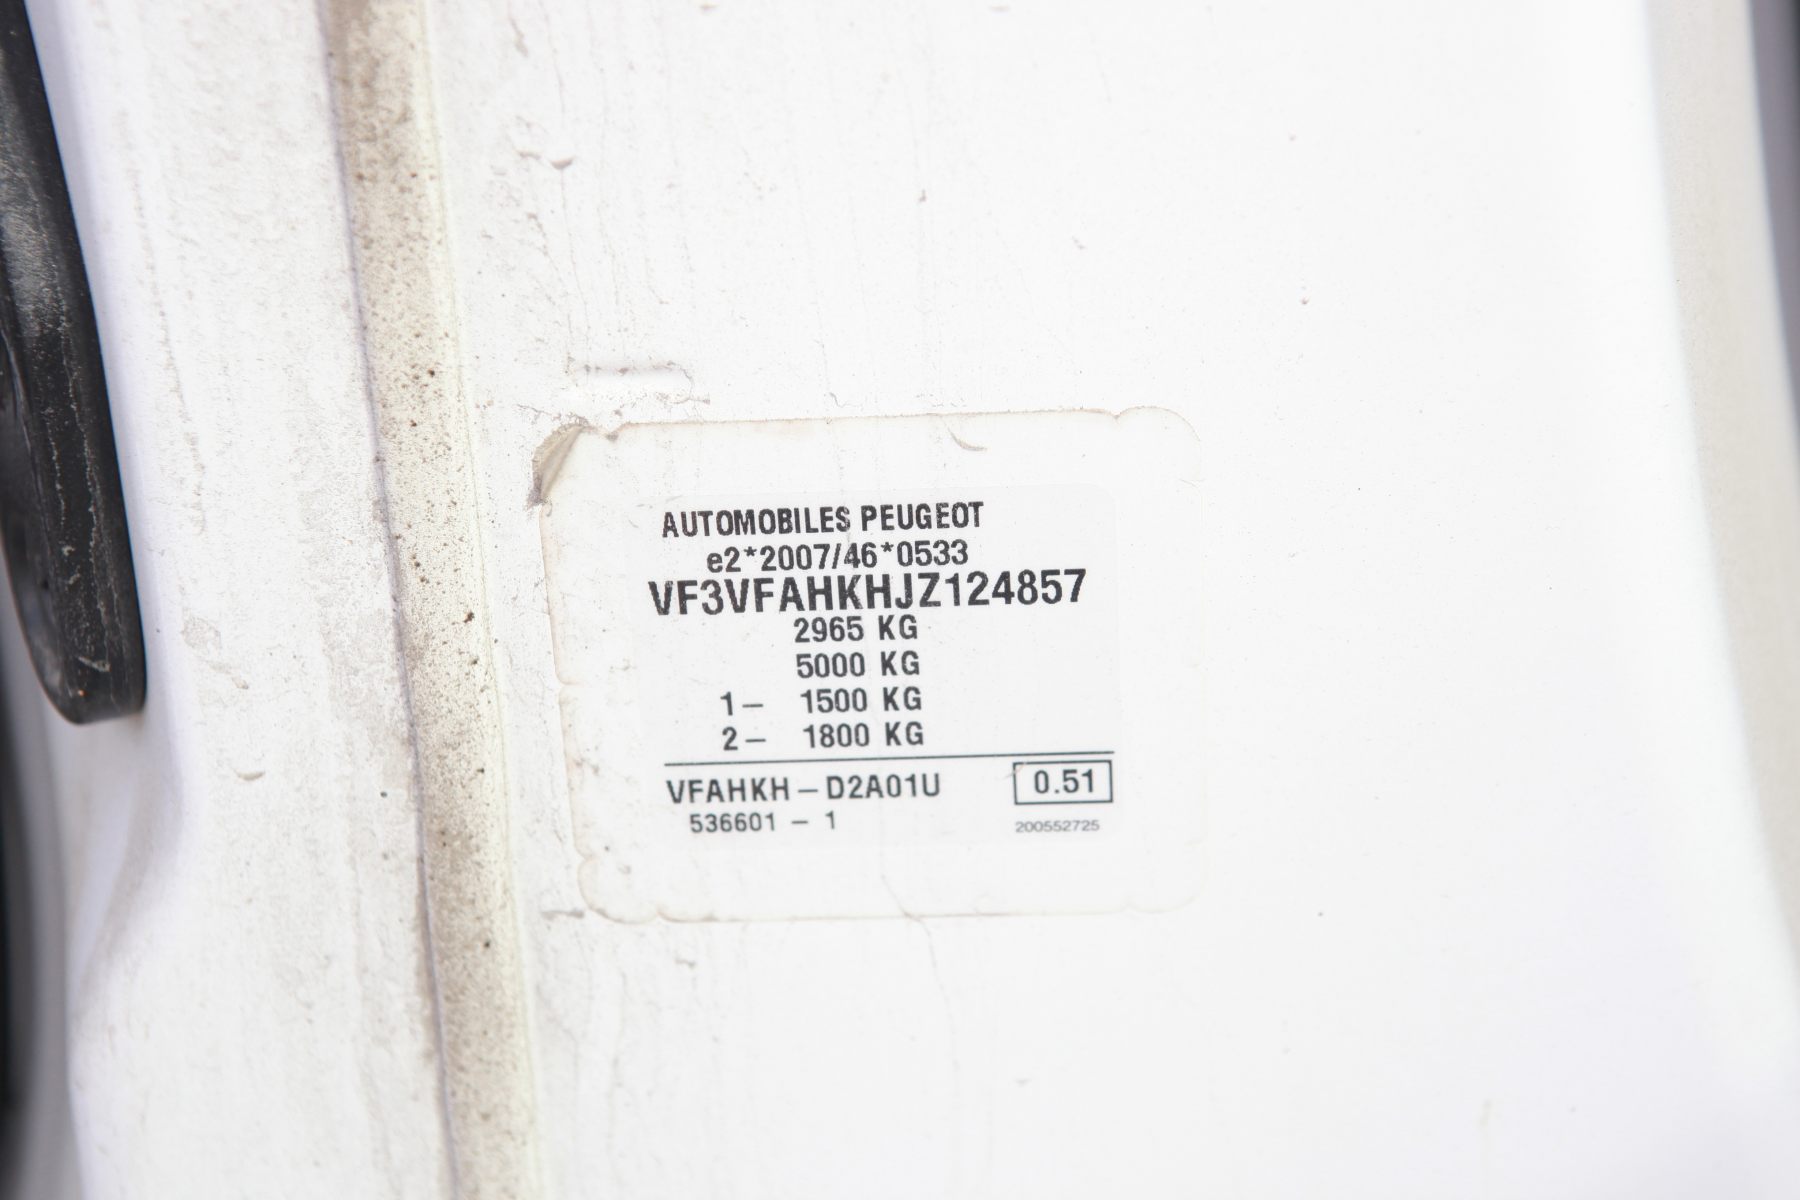 AUTOMOBILES PEUGEOT
e2*2007/46*0533
VF3VFAHKHJZ124857
2965 KG
5000 KG
1– 1500 KG
2– 1800 KG
VFAHKH–D2A01U 0.51
536601 – 1 200552725